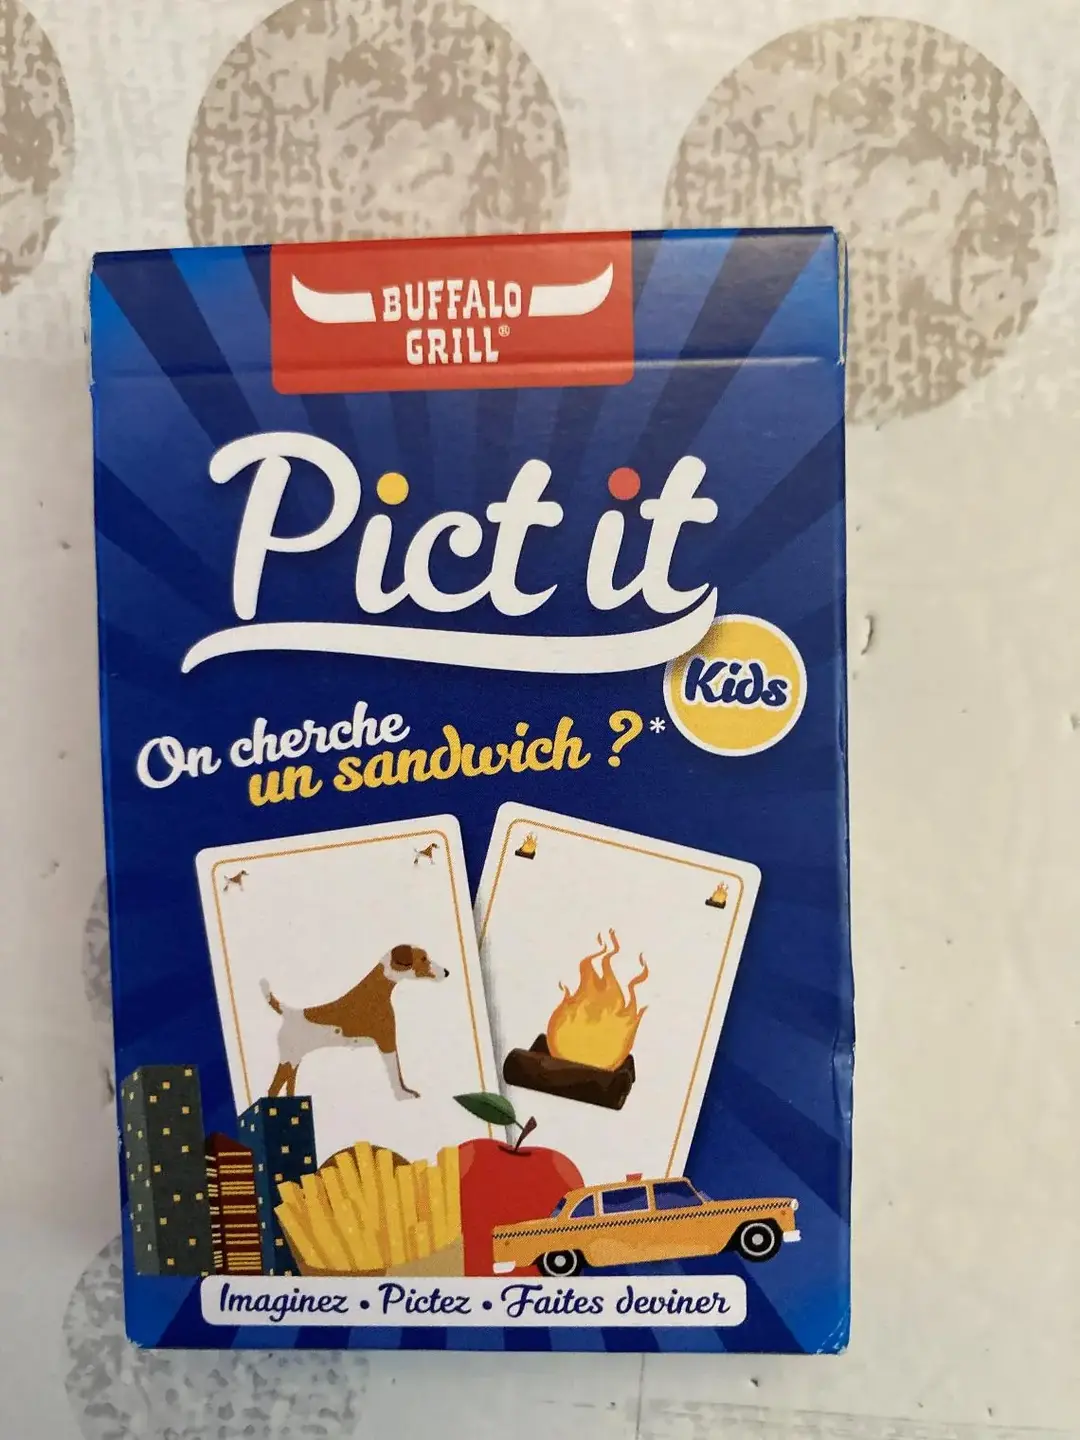 BUFFALO
GRILL®
Pict it
Kids
On cherche
un sandwich ?*
Imaginez • Pictez • Faites deviner